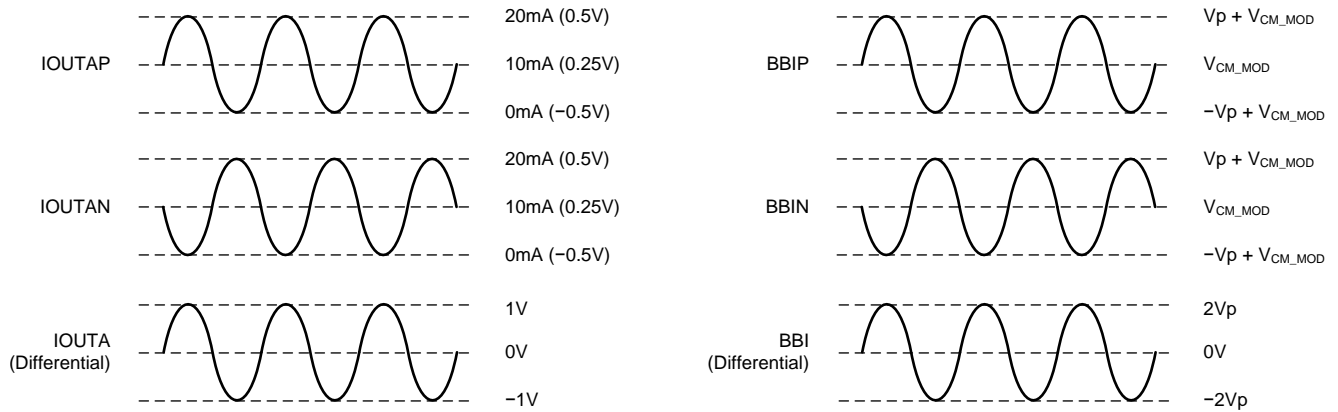 20mA (0.5V)
IOUTAP
10mA (0.25V)
0mA (−0.5V)
20mA (0.5V)
IOUTAN
10mA (0.25V)
0mA (−0.5V)
1V
IOUTA
(Differential)
0V
−1V
Vp + VCM_MOD
BBIP
VCM_MOD
−Vp + VCM_MOD
Vp + VCM_MOD
BBIN
VCM_MOD
−Vp + VCM_MOD
2Vp
BBI
(Differential)
0V
−2Vp